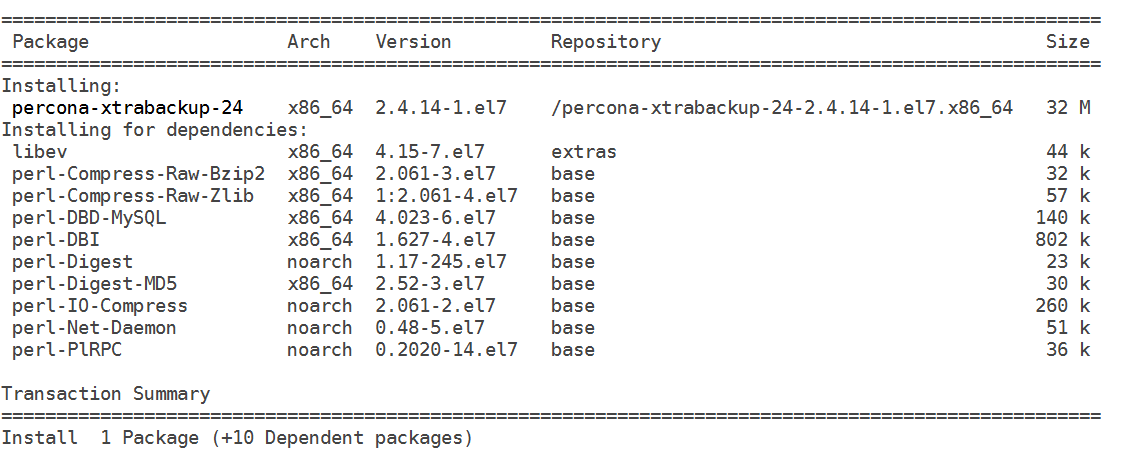 ====================================================================================================
 Package                  Arch    Version         Repository                                   Size
====================================================================================================
Installing:
 percona-xtrabackup-24    x86_64  2.4.14-1.el7    /percona-xtrabackup-24-2.4.14-1.el7.x86_64   32 M
Installing for dependencies:
 libev                    x86_64  4.15-7.el7      extras                                       44 k
 perl-Compress-Raw-Bzip2  x86_64  2.061-3.el7     base                                         32 k
 perl-Compress-Raw-Zlib   x86_64  1:2.061-4.el7   base                                         57 k
 perl-DBD-MySQL           x86_64  4.023-6.el7     base                                        140 k
 perl-DBI                 x86_64  1.627-4.el7     base                                        802 k
 perl-Digest              noarch  1.17-245.el7    base                                         23 k
 perl-Digest-MD5          x86_64  2.52-3.el7      base                                         30 k
 perl-IO-Compress         noarch  2.061-2.el7     base                                        260 k
 perl-Net-Daemon          noarch  0.48-5.el7      base                                         51 k
 perl-PlRPC               noarch  0.2020-14.el7   base                                         36 k

Transaction Summary
====================================================================================================
Install  1 Package (+10 Dependent packages)